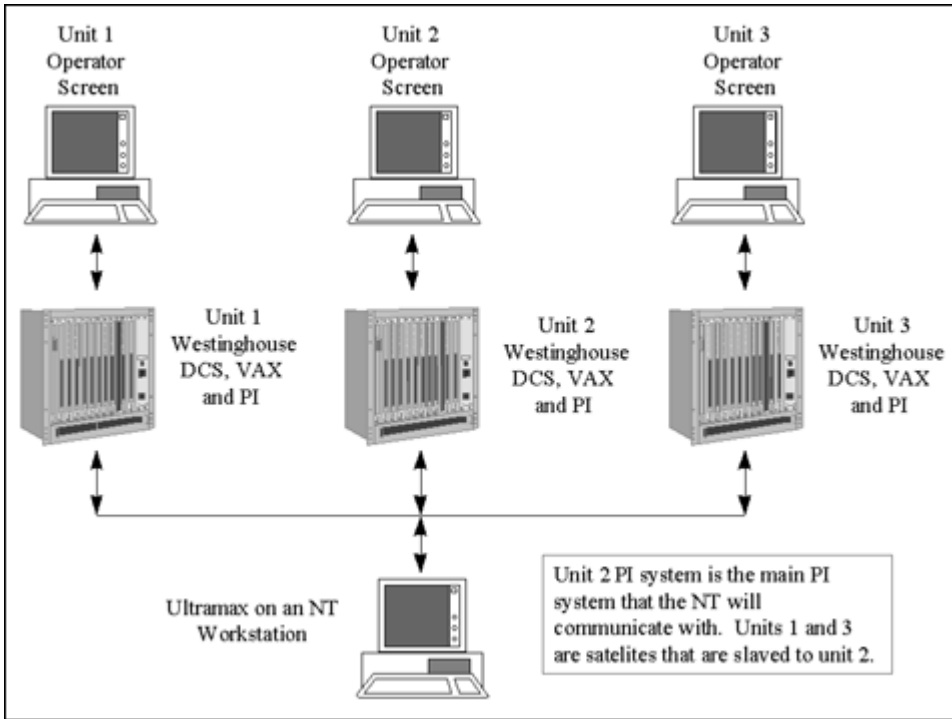 Unit 1
Operator
Screen
Unit 2
Operator
Screen
Unit 3
Operator
Screen
Unit 1
Westinghouse
DCS, VAX
and PI
Unit 2
Westinghouse
DCS, VAX
and PI
Unit 3
Westinghouse
DCS, VAX
and PI
Ultramax on an NT
Workstation
Unit 2 PI system is the main PI
system that the NT will
communicate with.  Units 1 and 3
are satelites that are slaved to unit 2.